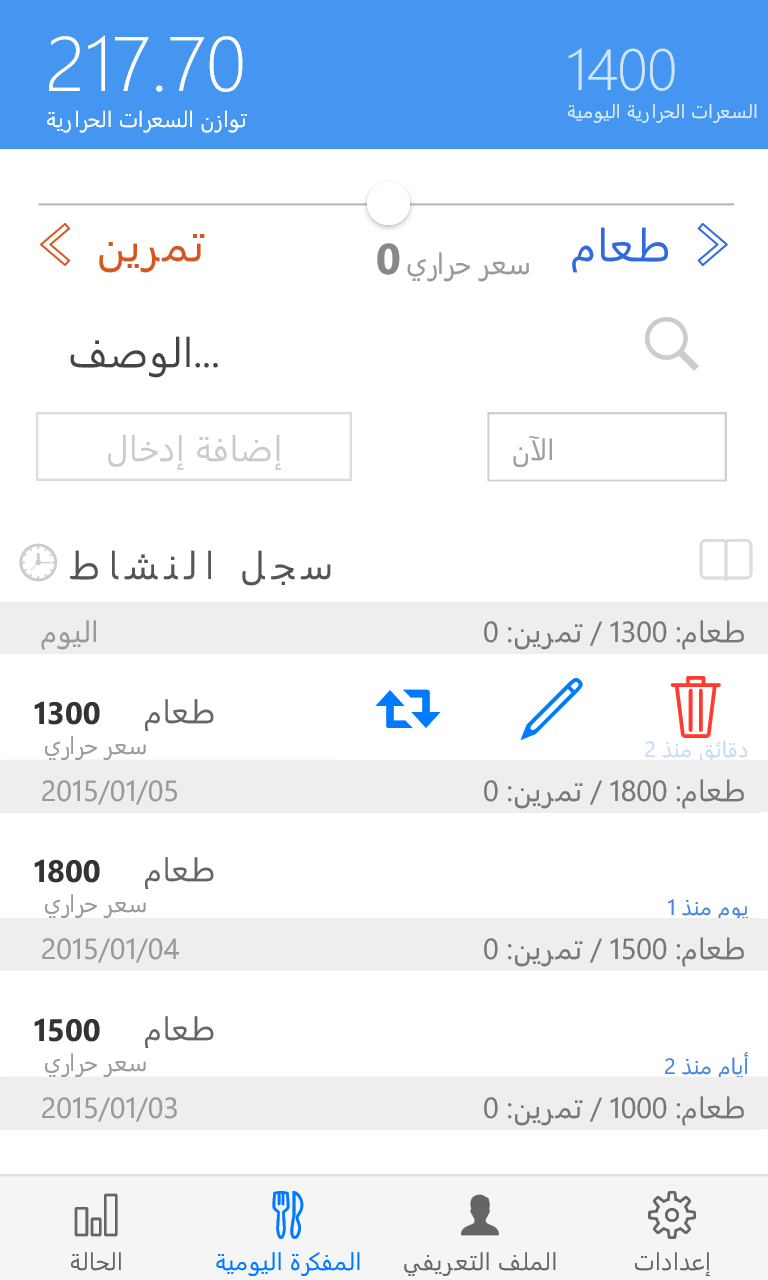 217.70
توازن السعرات الحرارية
1400
السعرات الحرارية اليومية
تمرين
0 سعر حراري
طعام
...الوصف
إضافة إدخال
الآن
سجل النشاط
اليوم
طعام: 1300 / تمرين: 0
1300 طعام
سعر حراري
دقائق منذ 2
2015/01/05
طعام: 1800 / تمرين: 0
1800 طعام
سعر حراري
يوم منذ 1
2015/01/04
طعام: 1500 / تمرين: 0
1500 طعام
سعر حراري
أيام منذ 2
2015/01/03
طعام: 1000 / تمرين: 0
الحالة
المفكرة اليومية
الملف التعريفي
إعدادات